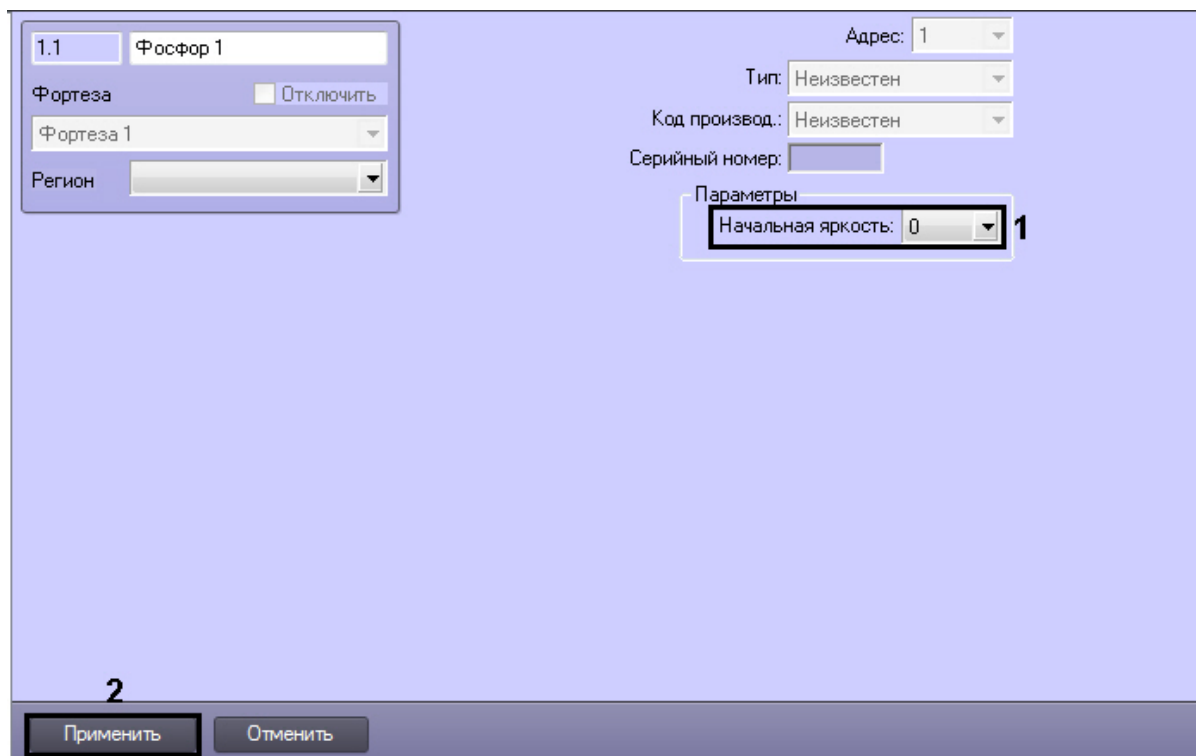 1.1
Фосфор 1
Фортеза
Отключить
Фортеза 1
Регион
Адрес: 1
Тип: Неизвестен
Код производ.: Неизвестен
Серийный номер:
Параметры
Начальная яркость: 0
1
2
Применить
Отменить